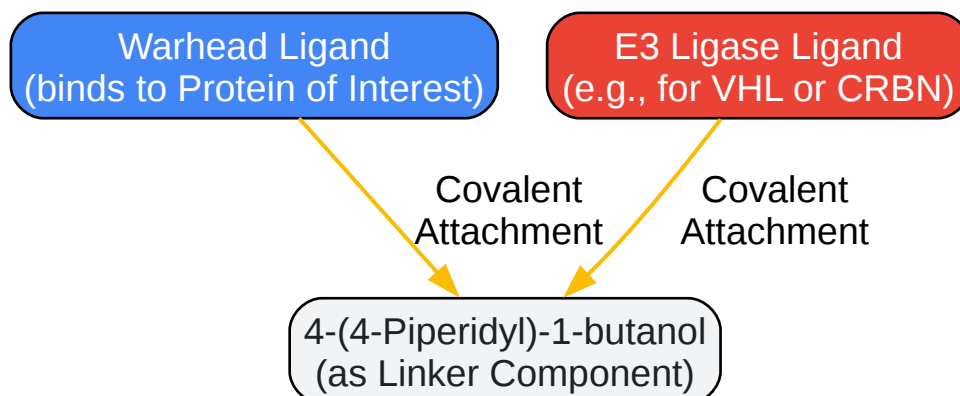 Warhead Ligand
(binds to Protein of Interest)
E3 Ligase Ligand
(e.g., for VHL or CRBN)
Covalent
Attachment
Covalent
Attachment
4-(4-Piperidyl)-1-butanol
(as Linker Component)